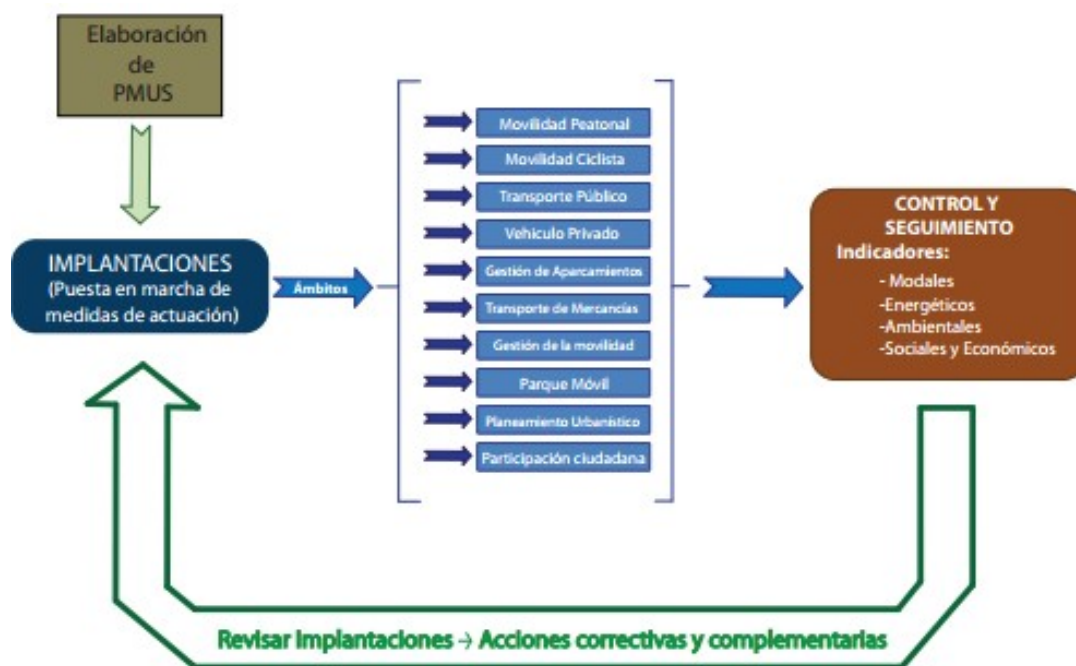 Elaboración
de
PMUS
IMPLANTACIONES
(Puesta en marcha de
medidas de actuación)
Ámbitos
Movilidad Peatonal
Movilidad Ciclista
Transporte Público
Vehiculo Privado
Gestión de Aparcamientos
Transporte de Mercancías
Gestión de la movilidad
Parque Móvil
Planeamiento Urbanístico
Participación ciudadana
CONTROL Y
SEGUIMIENTO
Indicadores:
- Modales
-Energéticos
-Ambientales
-Sociales y Económicos
Revisar Implantaciones → Acciones correctivas y complementarias